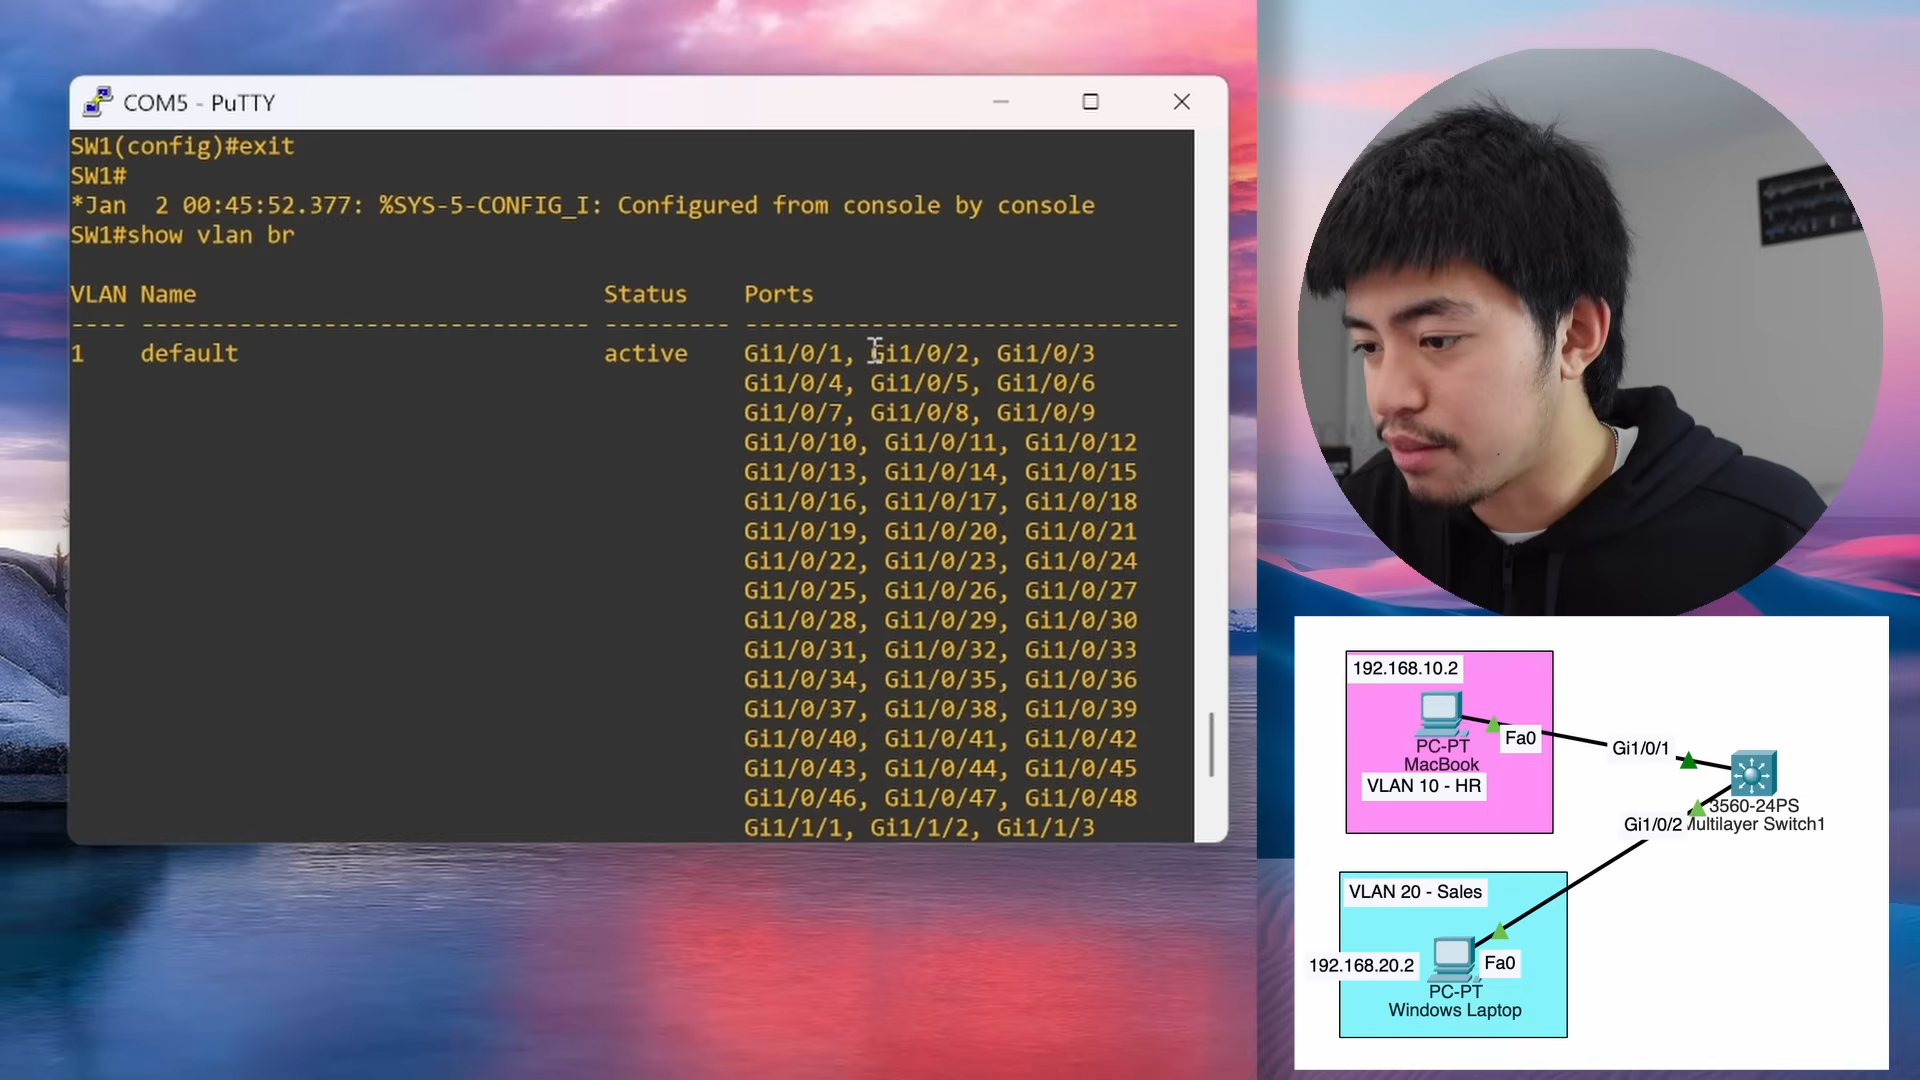 COM5 - PuTTY
SW1(config)#exit
SW1#
*Jan  2 00:45:52.377: %SYS-5-CONFIG_I: Configured from console by console
SW1#show vlan br
VLAN Name Status Ports
---- -------------------------------- --------- -------------------------------
1 default active Gi1/0/1, Gi1/0/2, Gi1/0/3
Gi1/0/4, Gi1/0/5, Gi1/0/6
Gi1/0/7, Gi1/0/8, Gi1/0/9
Gi1/0/10, Gi1/0/11, Gi1/0/12
Gi1/0/13, Gi1/0/14, Gi1/0/15
Gi1/0/16, Gi1/0/17, Gi1/0/18
Gi1/0/19, Gi1/0/20, Gi1/0/21
Gi1/0/22, Gi1/0/23, Gi1/0/24
Gi1/0/25, Gi1/0/26, Gi1/0/27
Gi1/0/28, Gi1/0/29, Gi1/0/30
Gi1/0/31, Gi1/0/32, Gi1/0/33
Gi1/0/34, Gi1/0/35, Gi1/0/36
Gi1/0/37, Gi1/0/38, Gi1/0/39
Gi1/0/40, Gi1/0/41, Gi1/0/42
Gi1/0/43, Gi1/0/44, Gi1/0/45
Gi1/0/46, Gi1/0/47, Gi1/0/48
Gi1/1/1, Gi1/1/2, Gi1/1/3
192.168.10.2
Fa0
PC-PT
MacBook
VLAN 10 - HR
Gi1/0/1
3560-24PS
Gi1/0/2
Multilayer Switch1
VLAN 20 - Sales
192.168.20.2
Fa0
PC-PT
Windows Laptop